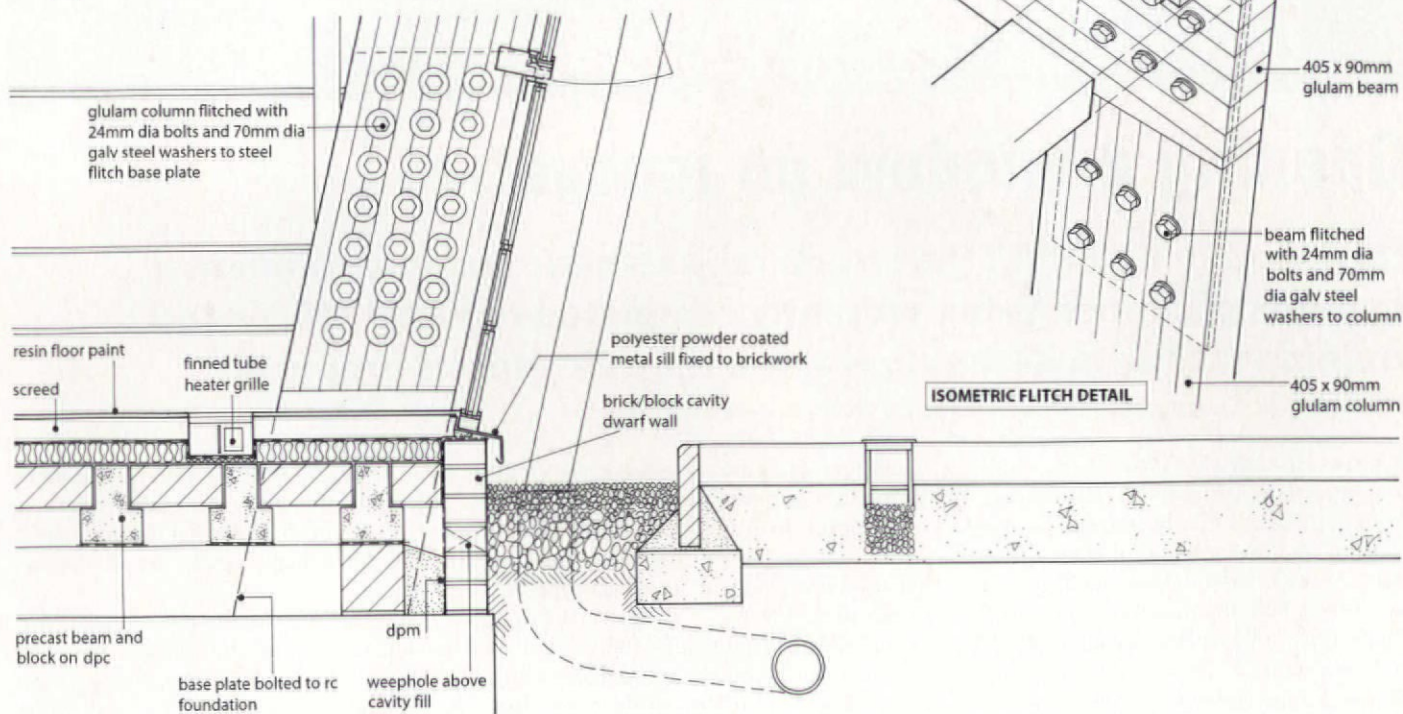 glulam column flitched with
24mm dia bolts and 70mm dia
galv steel washers to steel
flitch base plate
resin floor paint
screed
finned tube
heater grille
polyester powder coated
metal sill fixed to brickwork
brick/block cavity
dwarf wall
precast beam and
block on dpc
base plate bolted to rc
foundation
dpm
weephole above
cavity fill
405 x 90mm
glulam beam
beam flitched
with 24mm dia
bolts and 70mm
dia galv steel
washers to column
ISOMETRIC FLITCH DETAIL
405 x 90mm
glulam column